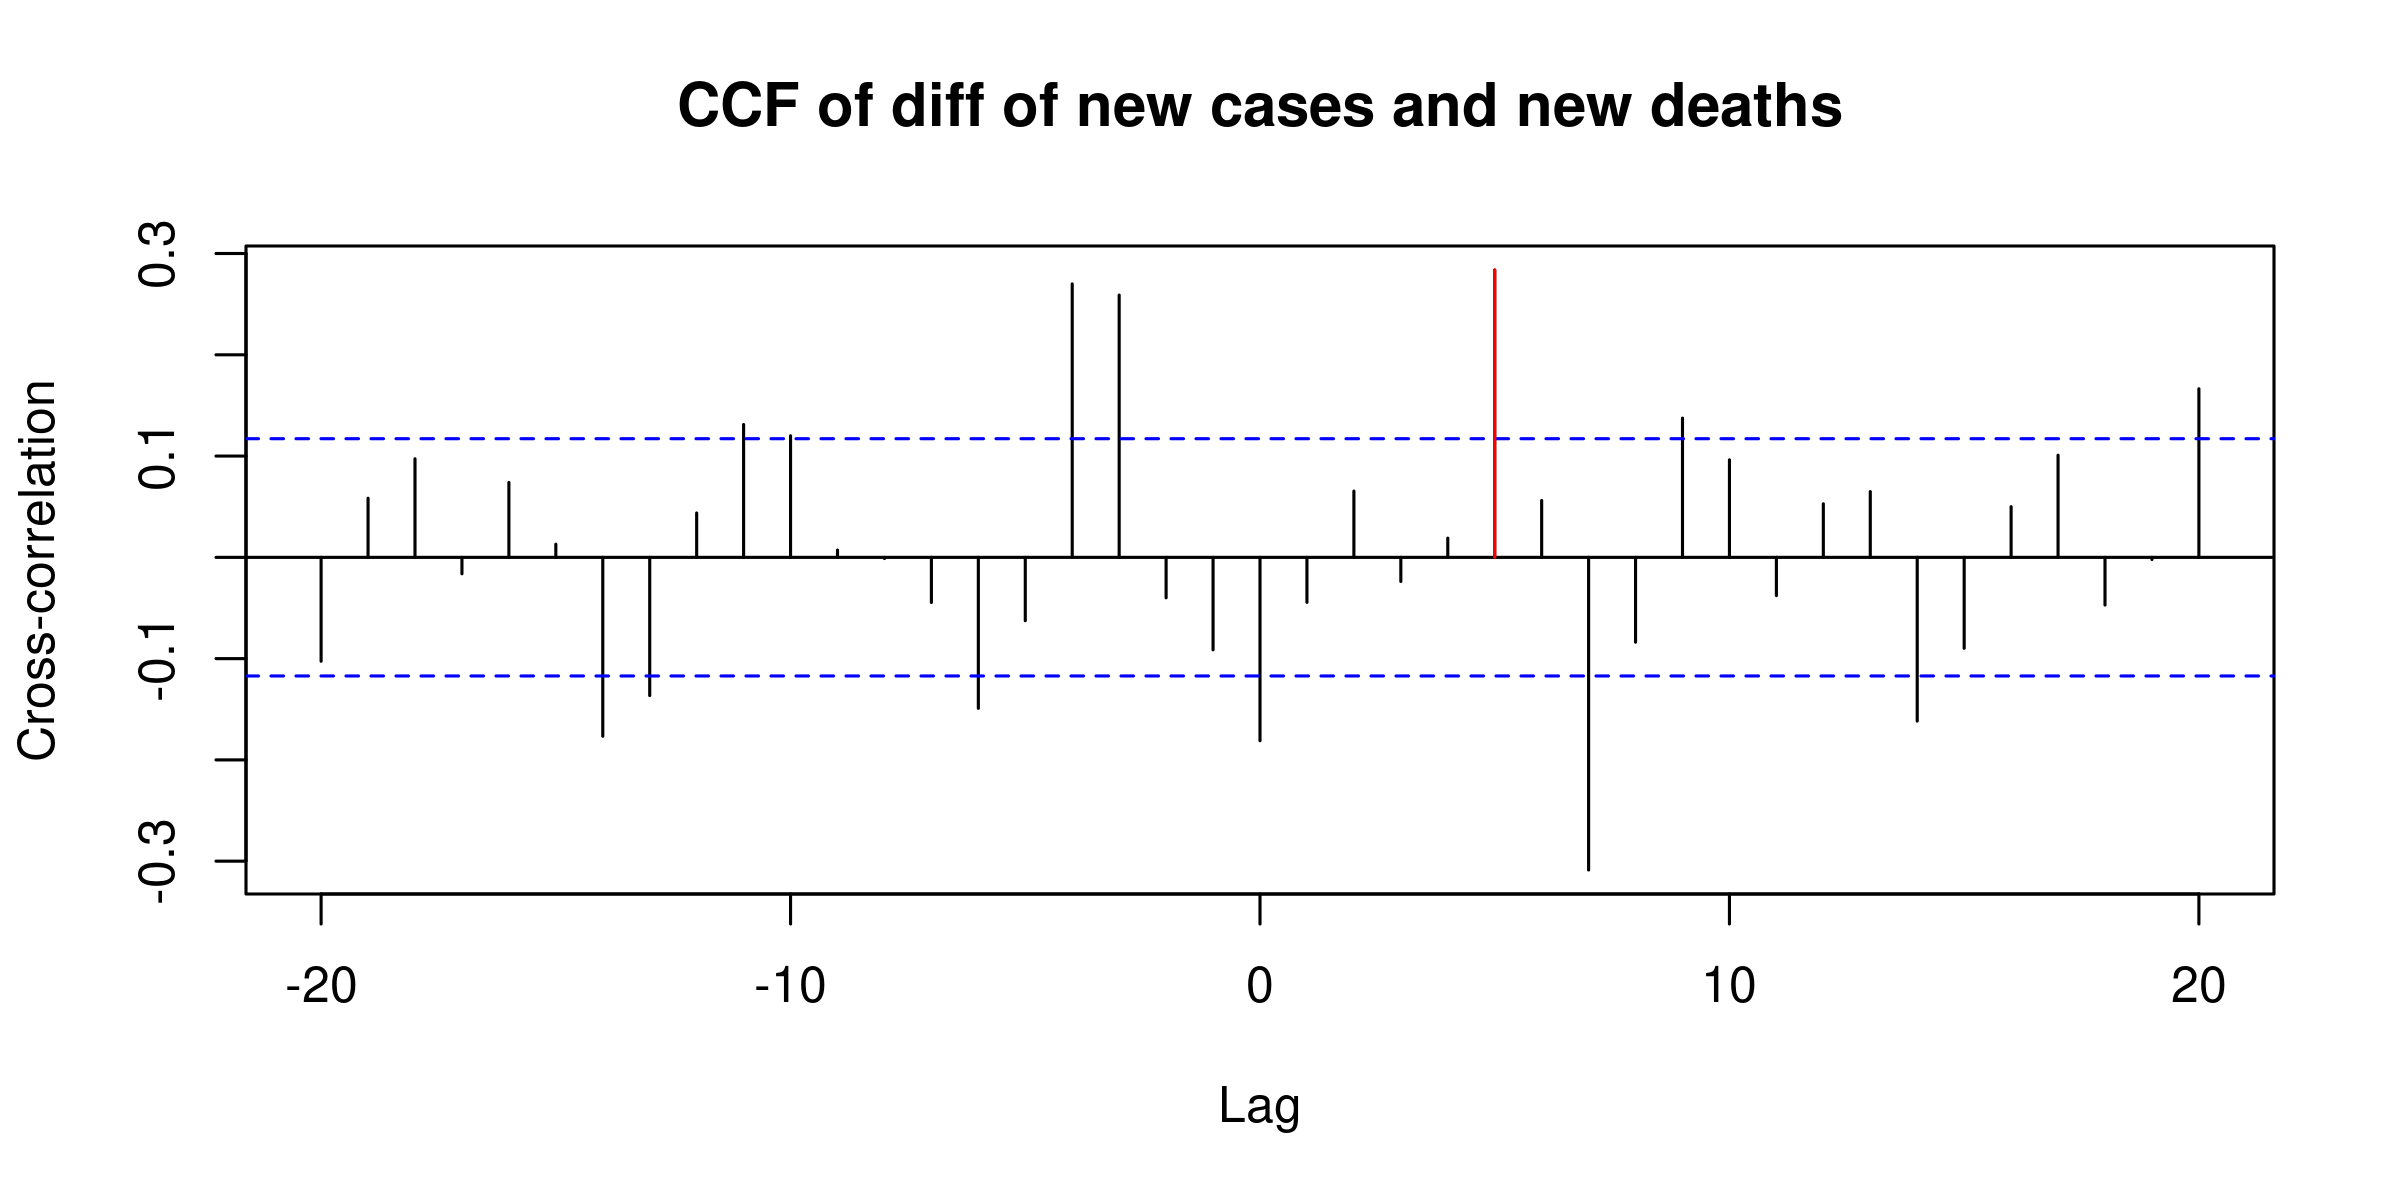 CCF of diff of new cases and new deaths
Cross-correlation
0.3
0.1
-0.1
-0.3
-20 -10 0 10 20
Lag